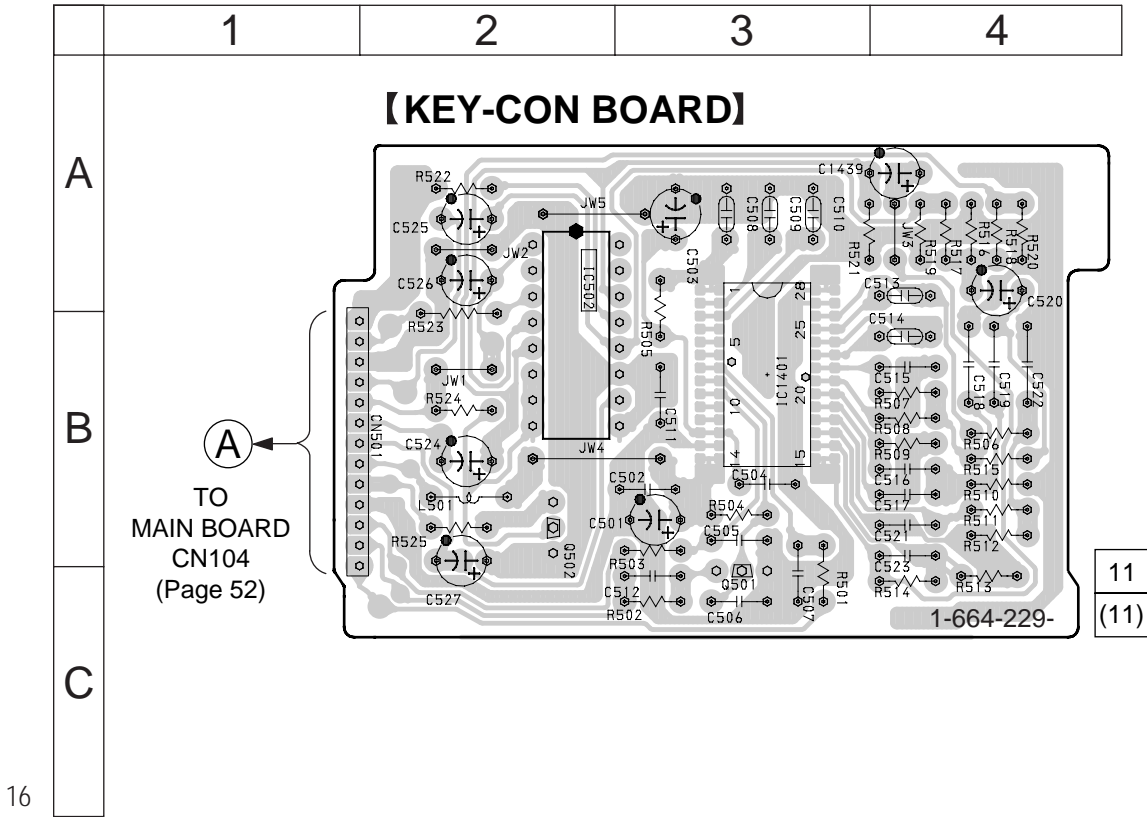 1 2 3 4
【KEY-CON BOARD】
A
B
C
R522
C525
JW2
C526
R523
JW1
R524
C524
CN501
L501
R525
C527
Q502
JW5
IC502
JW4
C503
R505
C511
C502
C501
R503
C512
R502
C508
C509
C510
1
5
10
14
28
25
20
15
IC1401
C504
R504
C505
Q501
C506
C507
R501
C1439
R521
JW3
R519
R517
R516
R518
R520
C513
C520
C514
C515
R507
R508
R509
C516
C517
C521
C523
R514
C518
C519
C522
R506
R515
R510
R511
R512
R513
A
TO
MAIN BOARD
CN104
(Page 52)
1-664-229-
11
(11)
16